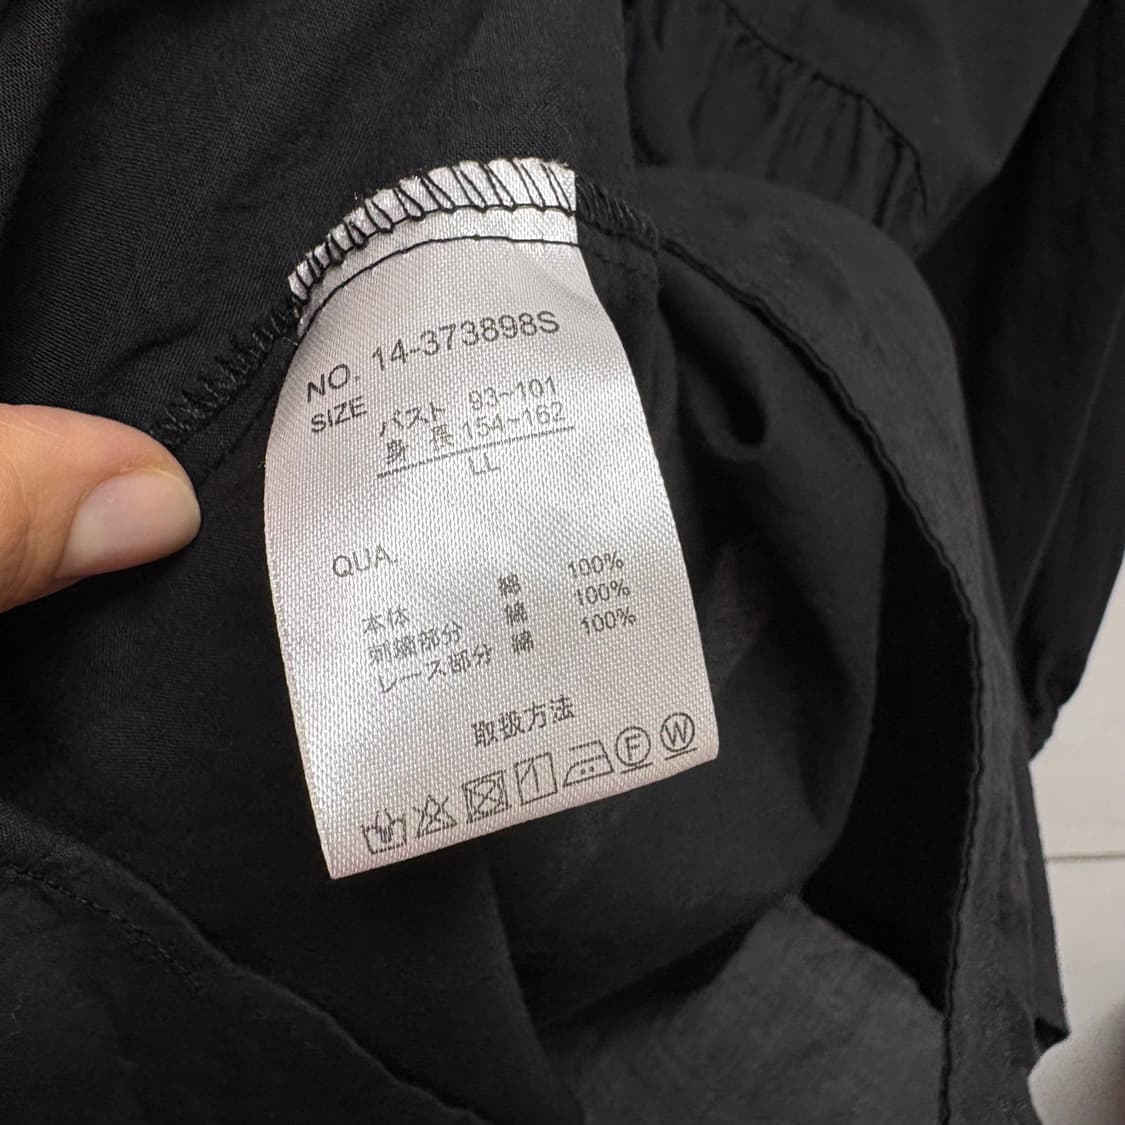 NO. 14-373898S
SIZE バスト 93~101
身長 154~162
LL
QUA.
本体 綿 100%
刺繍部分 綿 100%
レース部分 綿 100%
取扱方法
F W